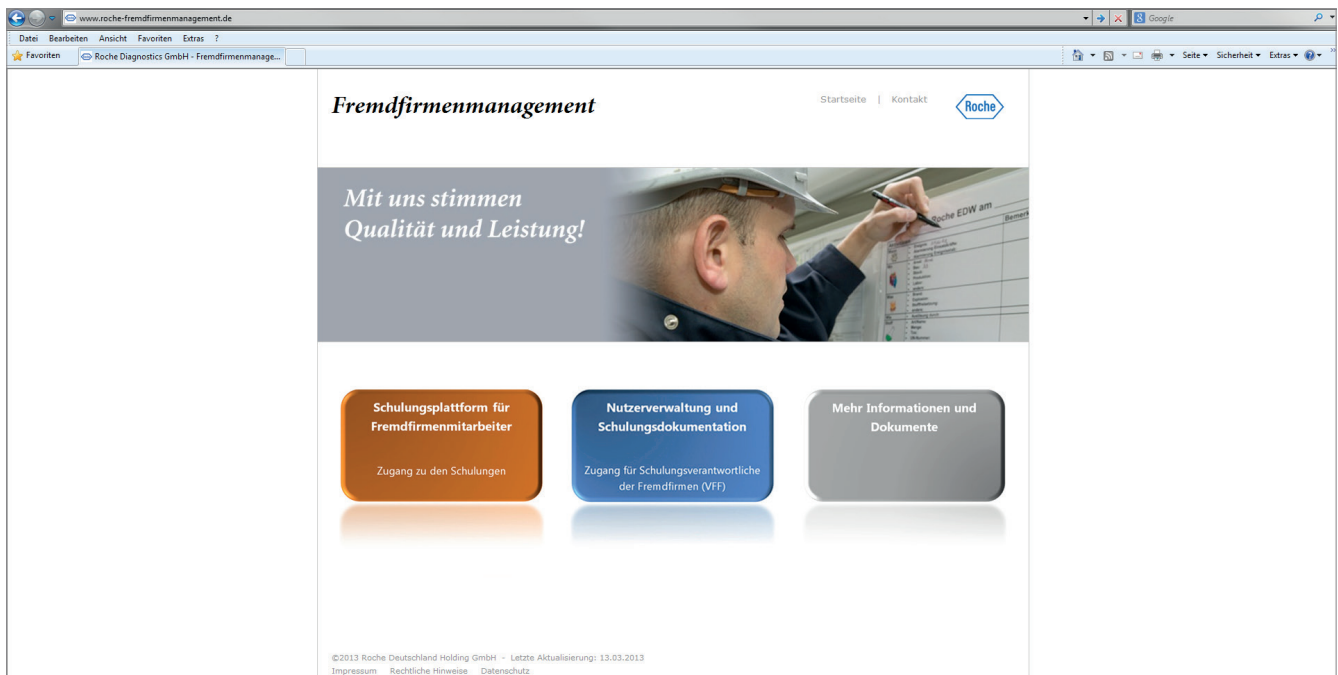 www.roche-fremdfirmenmanagement.de
Google
Datei Bearbeiten Ansicht Favoriten Extras ?
Favoriten
Roche Diagnostics GmbH - Fremdfirmenmanage...
Seite Sicherheit Extras
Fremdfirmenmanagement
Startseite | Kontakt
Roche
Mit uns stimmen
Qualität und Leistung!
Roche EDW am
Schulungsplattform für
Fremdfirmenmitarbeiter
Zugang zu den Schulungen
Nutzerverwaltung und
Schulungsdokumentation
Zugang für Schulungsverantwortliche
der Fremdfirmen (VFF)
Mehr Informationen und
Dokumente
©2013 Roche Deutschland Holding GmbH - Letzte Aktualisierung: 13.03.2013
Impressum Rechtliche Hinweise Datenschutz